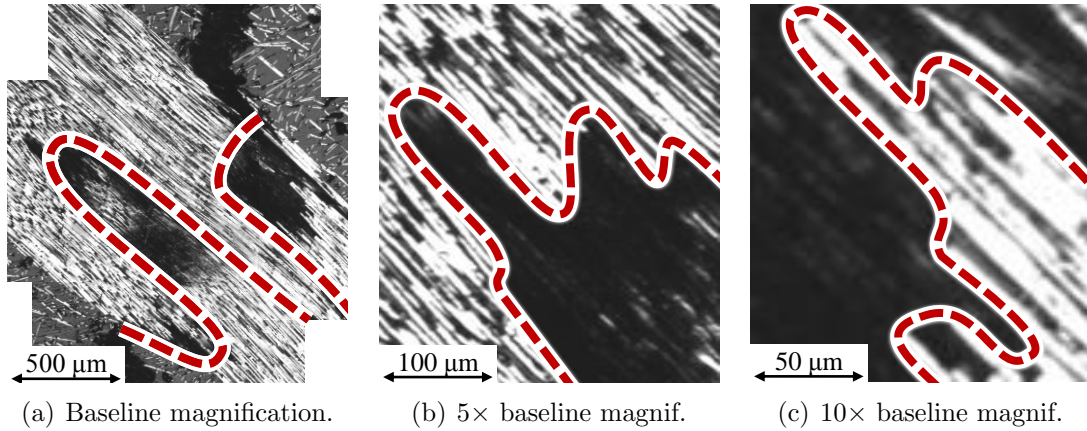 500 μm
100 μm
50 μm
(a) Baseline magnification.
(b) 5× baseline magnif.
(c) 10× baseline magnif.